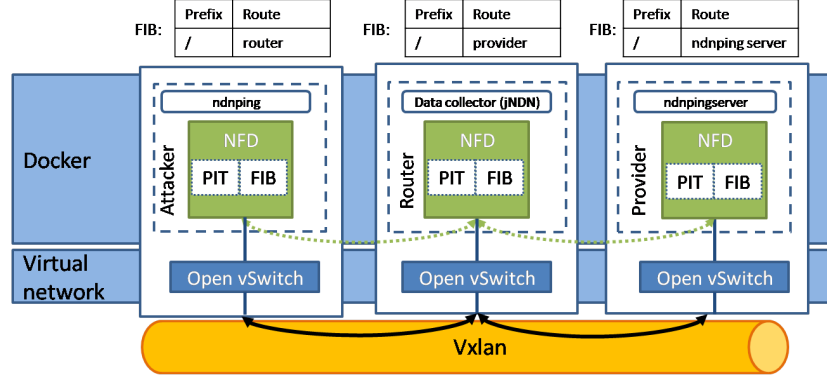 FIB:
Prefix Route
/ router
FIB:
Prefix Route
/ provider
FIB:
Prefix Route
/ ndnping server
Docker
Attacker
ndnping
NFD
PIT FIB
Router
Data collector (jNDN)
NFD
PIT FIB
Provider
ndnpingserver
NFD
PIT FIB
Virtual
network
Open vSwitch
Open vSwitch
Open vSwitch
Vxlan